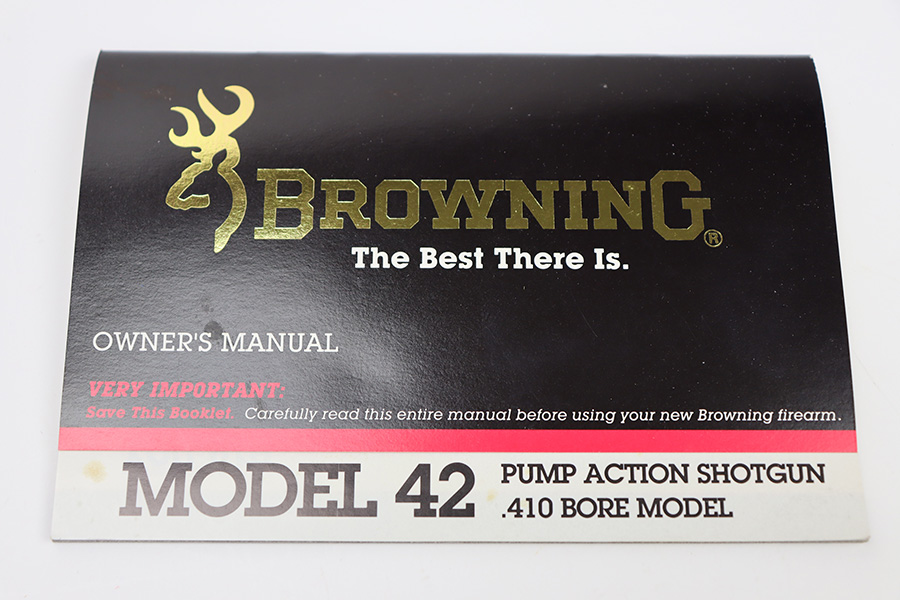 BROWNING®
The Best There Is.
OWNER'S MANUAL
VERY IMPORTANT:
Save This Booklet. Carefully read this entire manual before using your new Browning firearm.
MODEL 42
PUMP ACTION SHOTGUN
.410 BORE MODEL